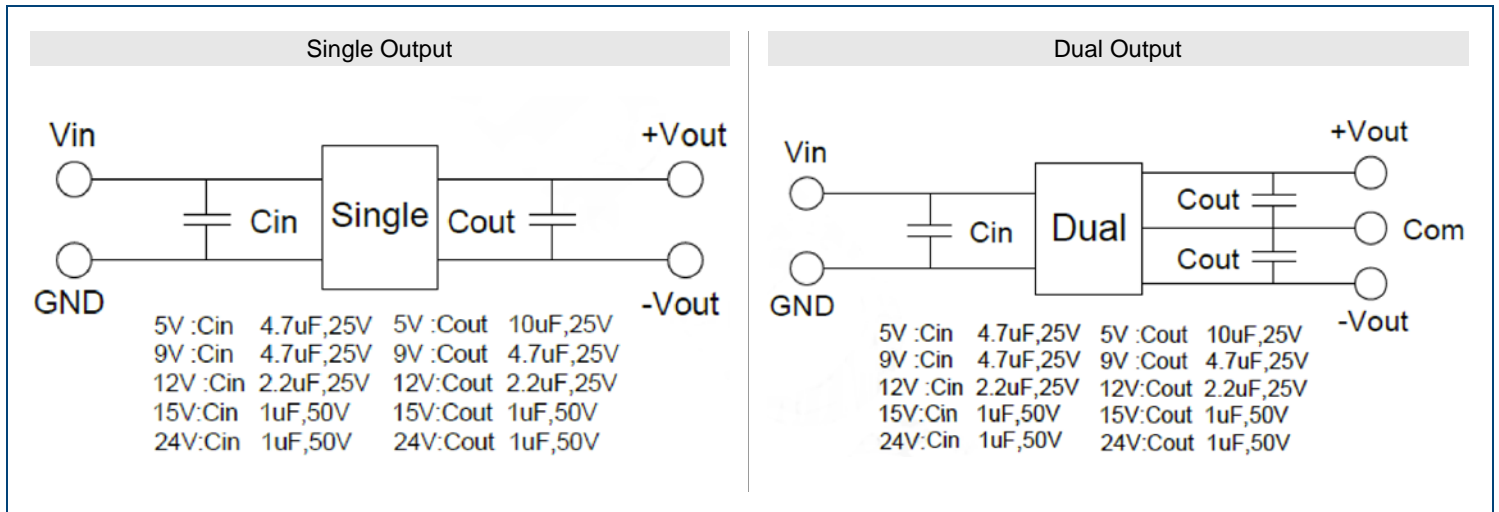 Single Output
Vin
+Vout
Cin
Single
Cout
GND
-Vout
5V :Cin 4.7uF,25V 5V :Cout 10uF,25V
9V :Cin 4.7uF,25V 9V :Cout 4.7uF,25V
12V :Cin 2.2uF,25V 12V:Cout 2.2uF,25V
15V:Cin 1uF,50V 15V:Cout 1uF,50V
24V:Cin 1uF,50V 24V:Cout 1uF,50V
Dual Output
+Vout
Vin
Cout
Cin
Dual
Com
Cout
GND
-Vout
5V :Cin 4.7uF,25V 5V :Cout 10uF,25V
9V :Cin 4.7uF,25V 9V :Cout 4.7uF,25V
12V :Cin 2.2uF,25V 12V:Cout 2.2uF,25V
15V:Cin 1uF,50V 15V:Cout 1uF,50V
24V:Cin 1uF,50V 24V:Cout 1uF,50V